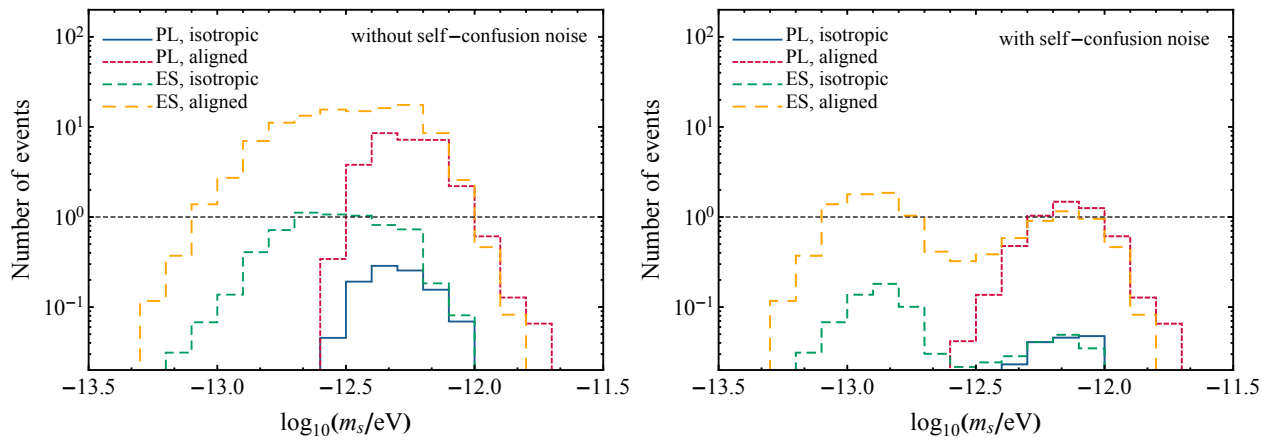 10²
10¹
10⁰
10⁻¹
Number of events
PL, isotropic
PL, aligned
ES, isotropic
ES, aligned
without self−confusion noise
−13.5 −13.0 −12.5 −12.0 −11.5
log₁₀(mₛ/eV)
10²
10¹
10⁰
10⁻¹
Number of events
PL, isotropic
PL, aligned
ES, isotropic
ES, aligned
with self−confusion noise
−13.5 −13.0 −12.5 −12.0 −11.5
log₁₀(mₛ/eV)